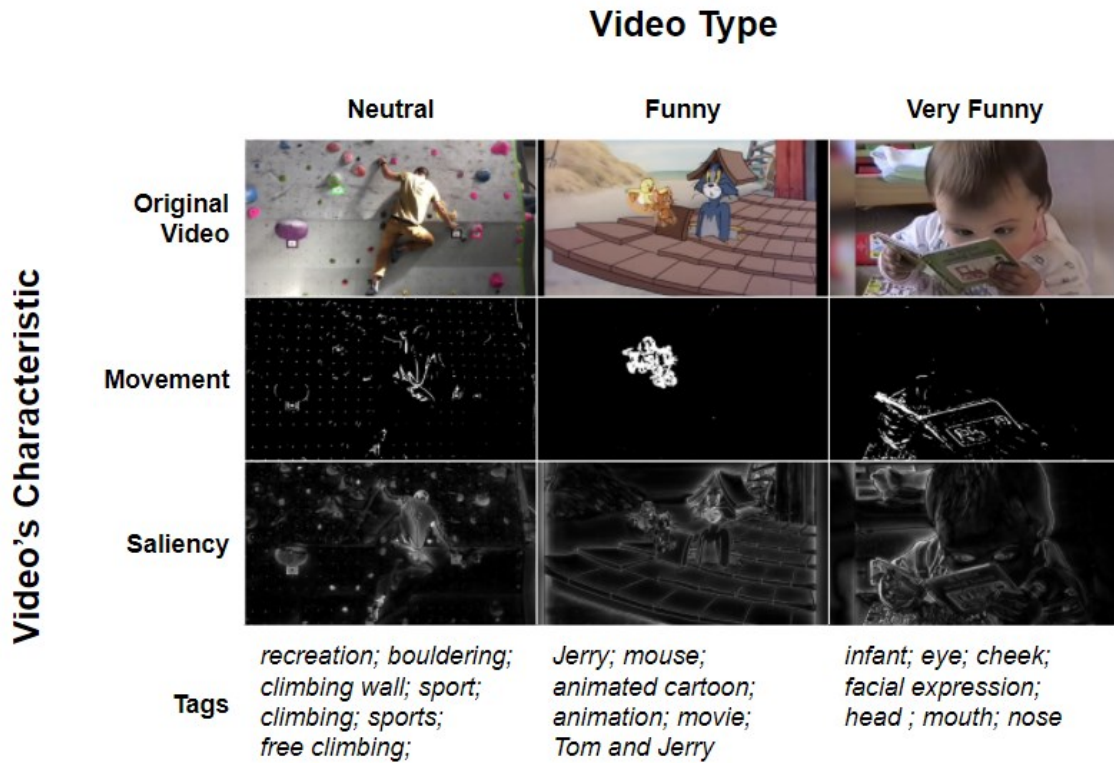 Video Type
Neutral
Funny
Very Funny
Video's Characteristic
Original
Video
Movement
Saliency
Tags
recreation; bouldering;
climbing wall; sport;
climbing; sports;
free climbing;
Jerry; mouse;
animated cartoon;
animation; movie;
Tom and Jerry
infant; eye; cheek;
facial expression;
head ; mouth; nose